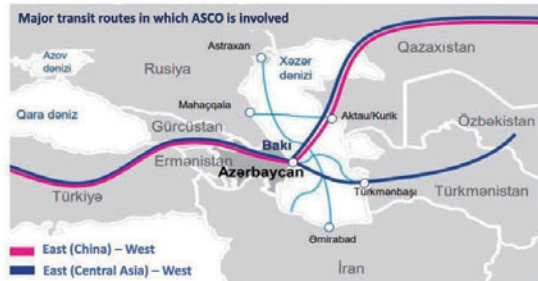 Major transit routes in which ASCO is involved
Astraxan
Qazaxıstan
Azov
dənizi
Xəzər
dənizi
Rusiya
Mahaçqala
Qara dəniz
Aktau/Kurik
Özbəkistan
Gürcüstan
Bakı
Ermənistan
Azərbaycan
Türkmənbaşı
Türkmənistan
Türkiyə
Əmirabad
East (China) – West
East (Central Asia) – West
İran